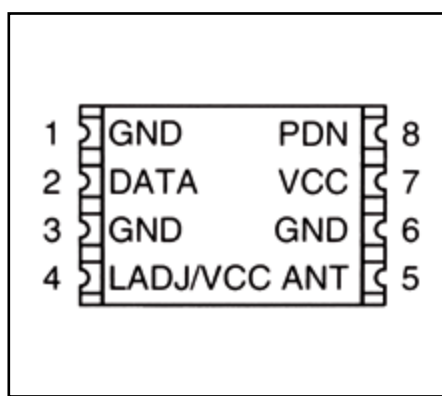 1 GND PDN 8
2 DATA VCC 7
3 GND GND 6
4 LADJ/VCC ANT 5